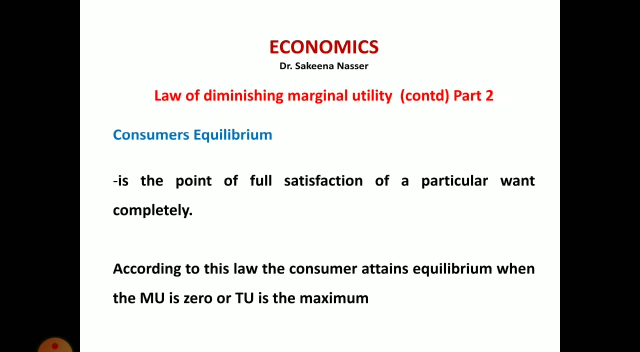 ECONOMICS
Dr. Sakeena Nasser
Law of diminishing marginal utility (contd) Part 2
Consumers Equilibrium
-is the point of full satisfaction of a particular want
completely.
According to this law the consumer attains equilibrium when
the MU is zero or TU is the maximum